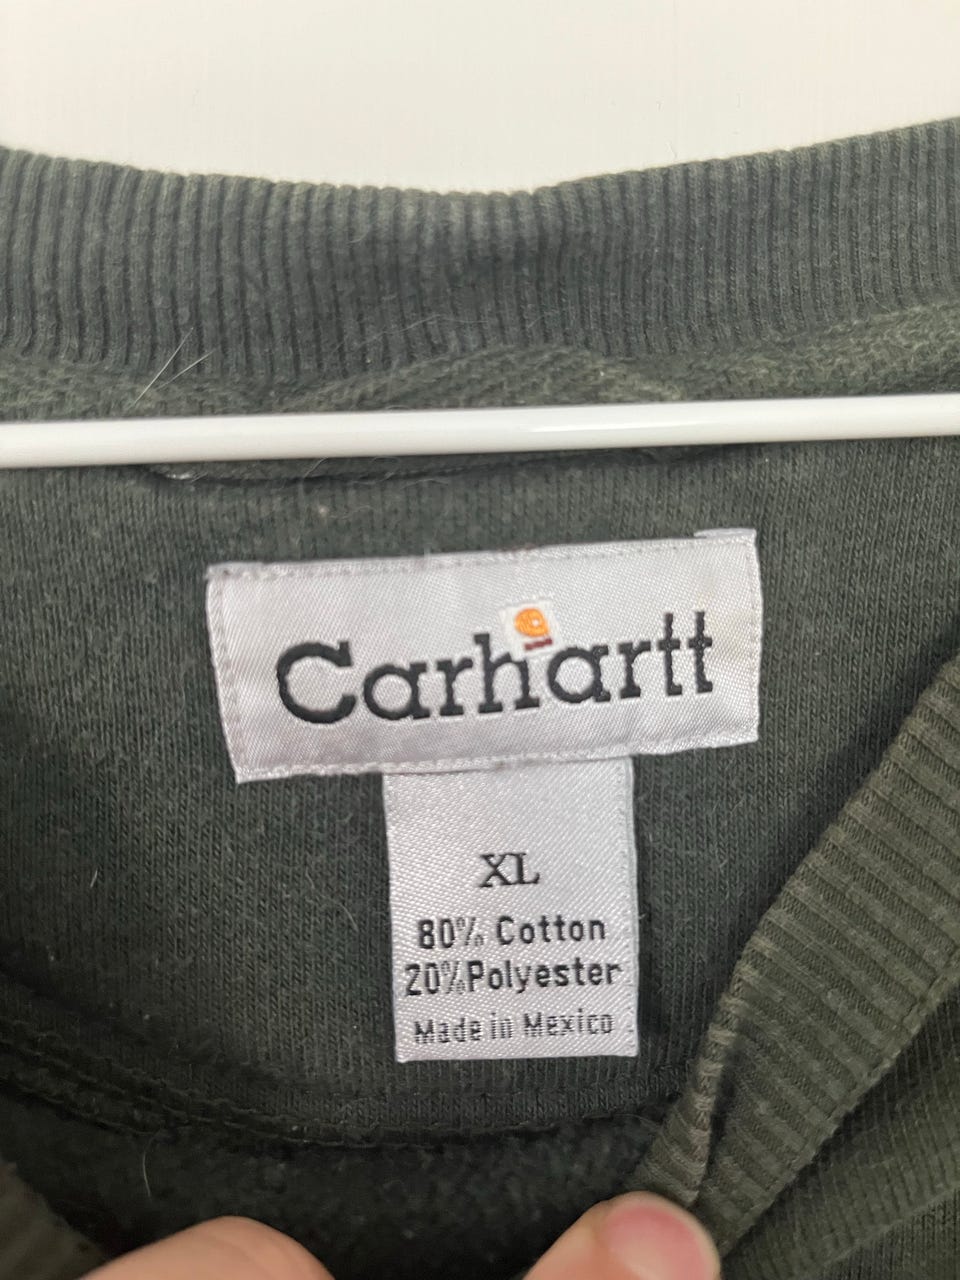 Carhartt
XL
80% Cotton
20%Polyester
Made in Mexico